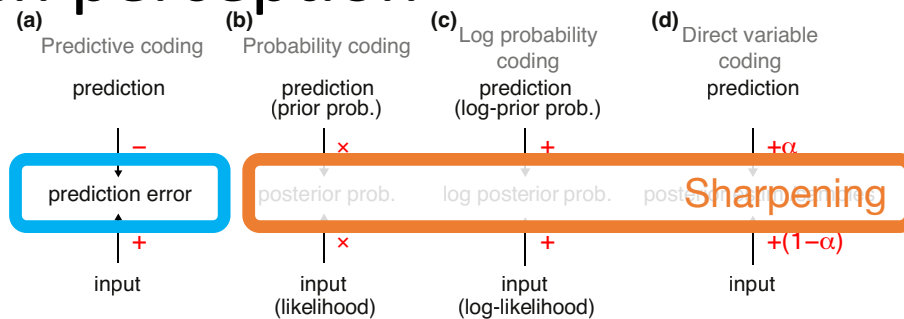 perception
(a)
Predictive coding
prediction
−
prediction error
+
input
(b)
Probability coding
prediction
(prior prob.)
×
posterior prob.
×
input
(likelihood)
(c)
Log probability
coding
prediction
(log-prior prob.)
+
log posterior prob.
+
input
(log-likelihood)
(d)
Direct variable
coding
prediction
+α
Sharpening
+(1−α)
input